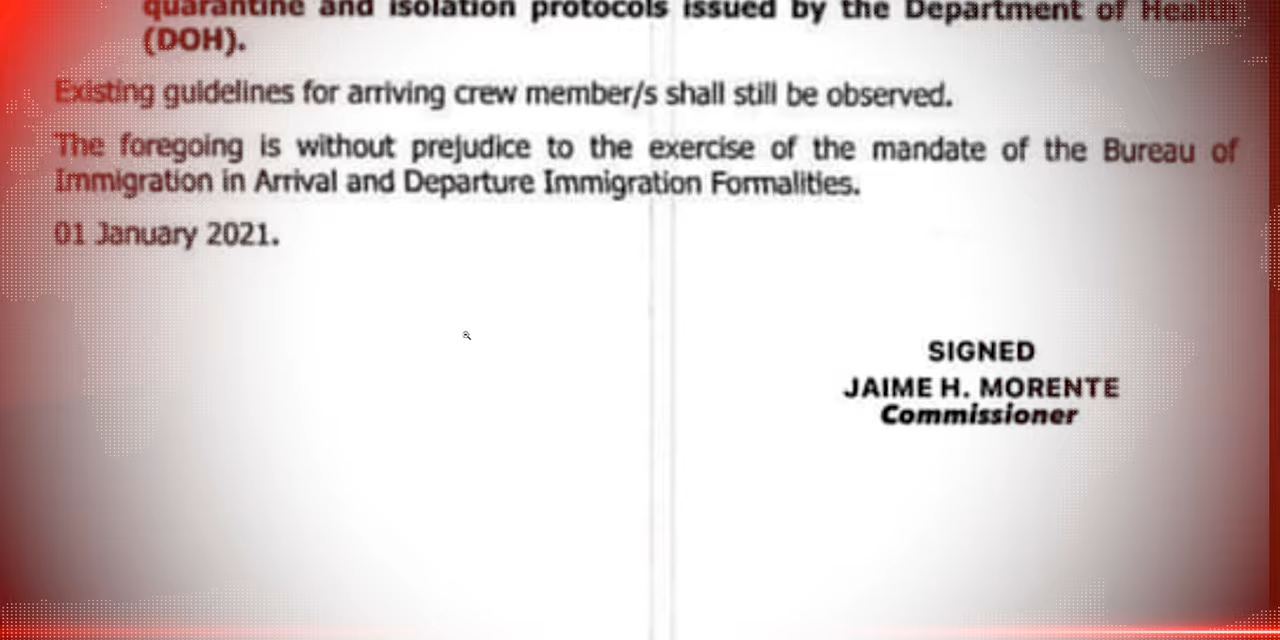 quarantine and isolation protocols issued by the Department of Health
(DOH).
Existing guidelines for arriving crew member/s shall still be observed.
The foregoing is without prejudice to the exercise of the mandate of the Bureau of
Immigration in Arrival and Departure Immigration Formalities.
01 January 2021.
SIGNED
JAIME H. MORENTE
Commissioner